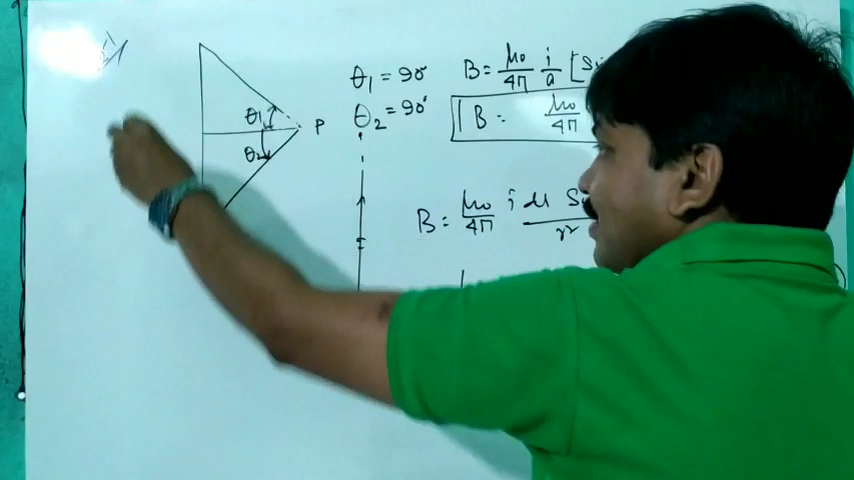 θ1 = 90°
B = μ0/4π i/a [S
θ1
P
θ2 = 90°
B = μ0/4π
θ2
B = μ0/4π i dl S / r²